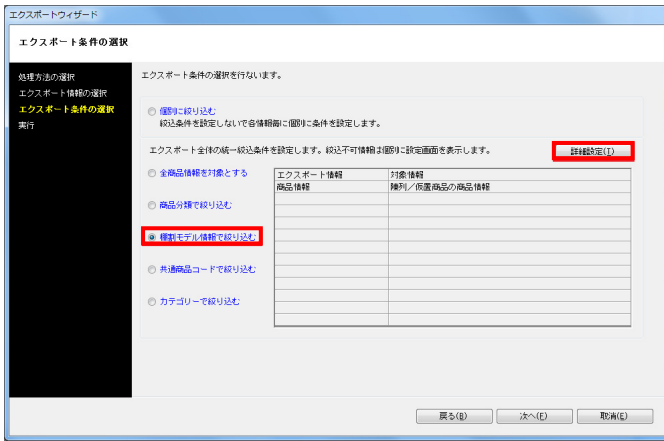 エクスポートウィザード
エクスポート条件の選択
処理方法の選択
エクスポート情報の選択
エクスポート条件の選択
実行
エクスポート条件の選択を行ないます。
個別に絞り込む
絞込条件を設定しないで各情報毎に個別に条件を設定します。
エクスポート全体の統一絞込条件を設定します。絞込不可情報は個別に設定画面を表示します。
詳細設定(T)
全商品情報を対象とする
商品分類で絞り込む
棚割モデル情報で絞り込む
共通商品コードで絞り込む
カテゴリーで絞り込む
エクスポート情報 対象情報
商品情報 陳列／仮置商品の商品情報
戻る(B) 次へ(F) 取消(E)